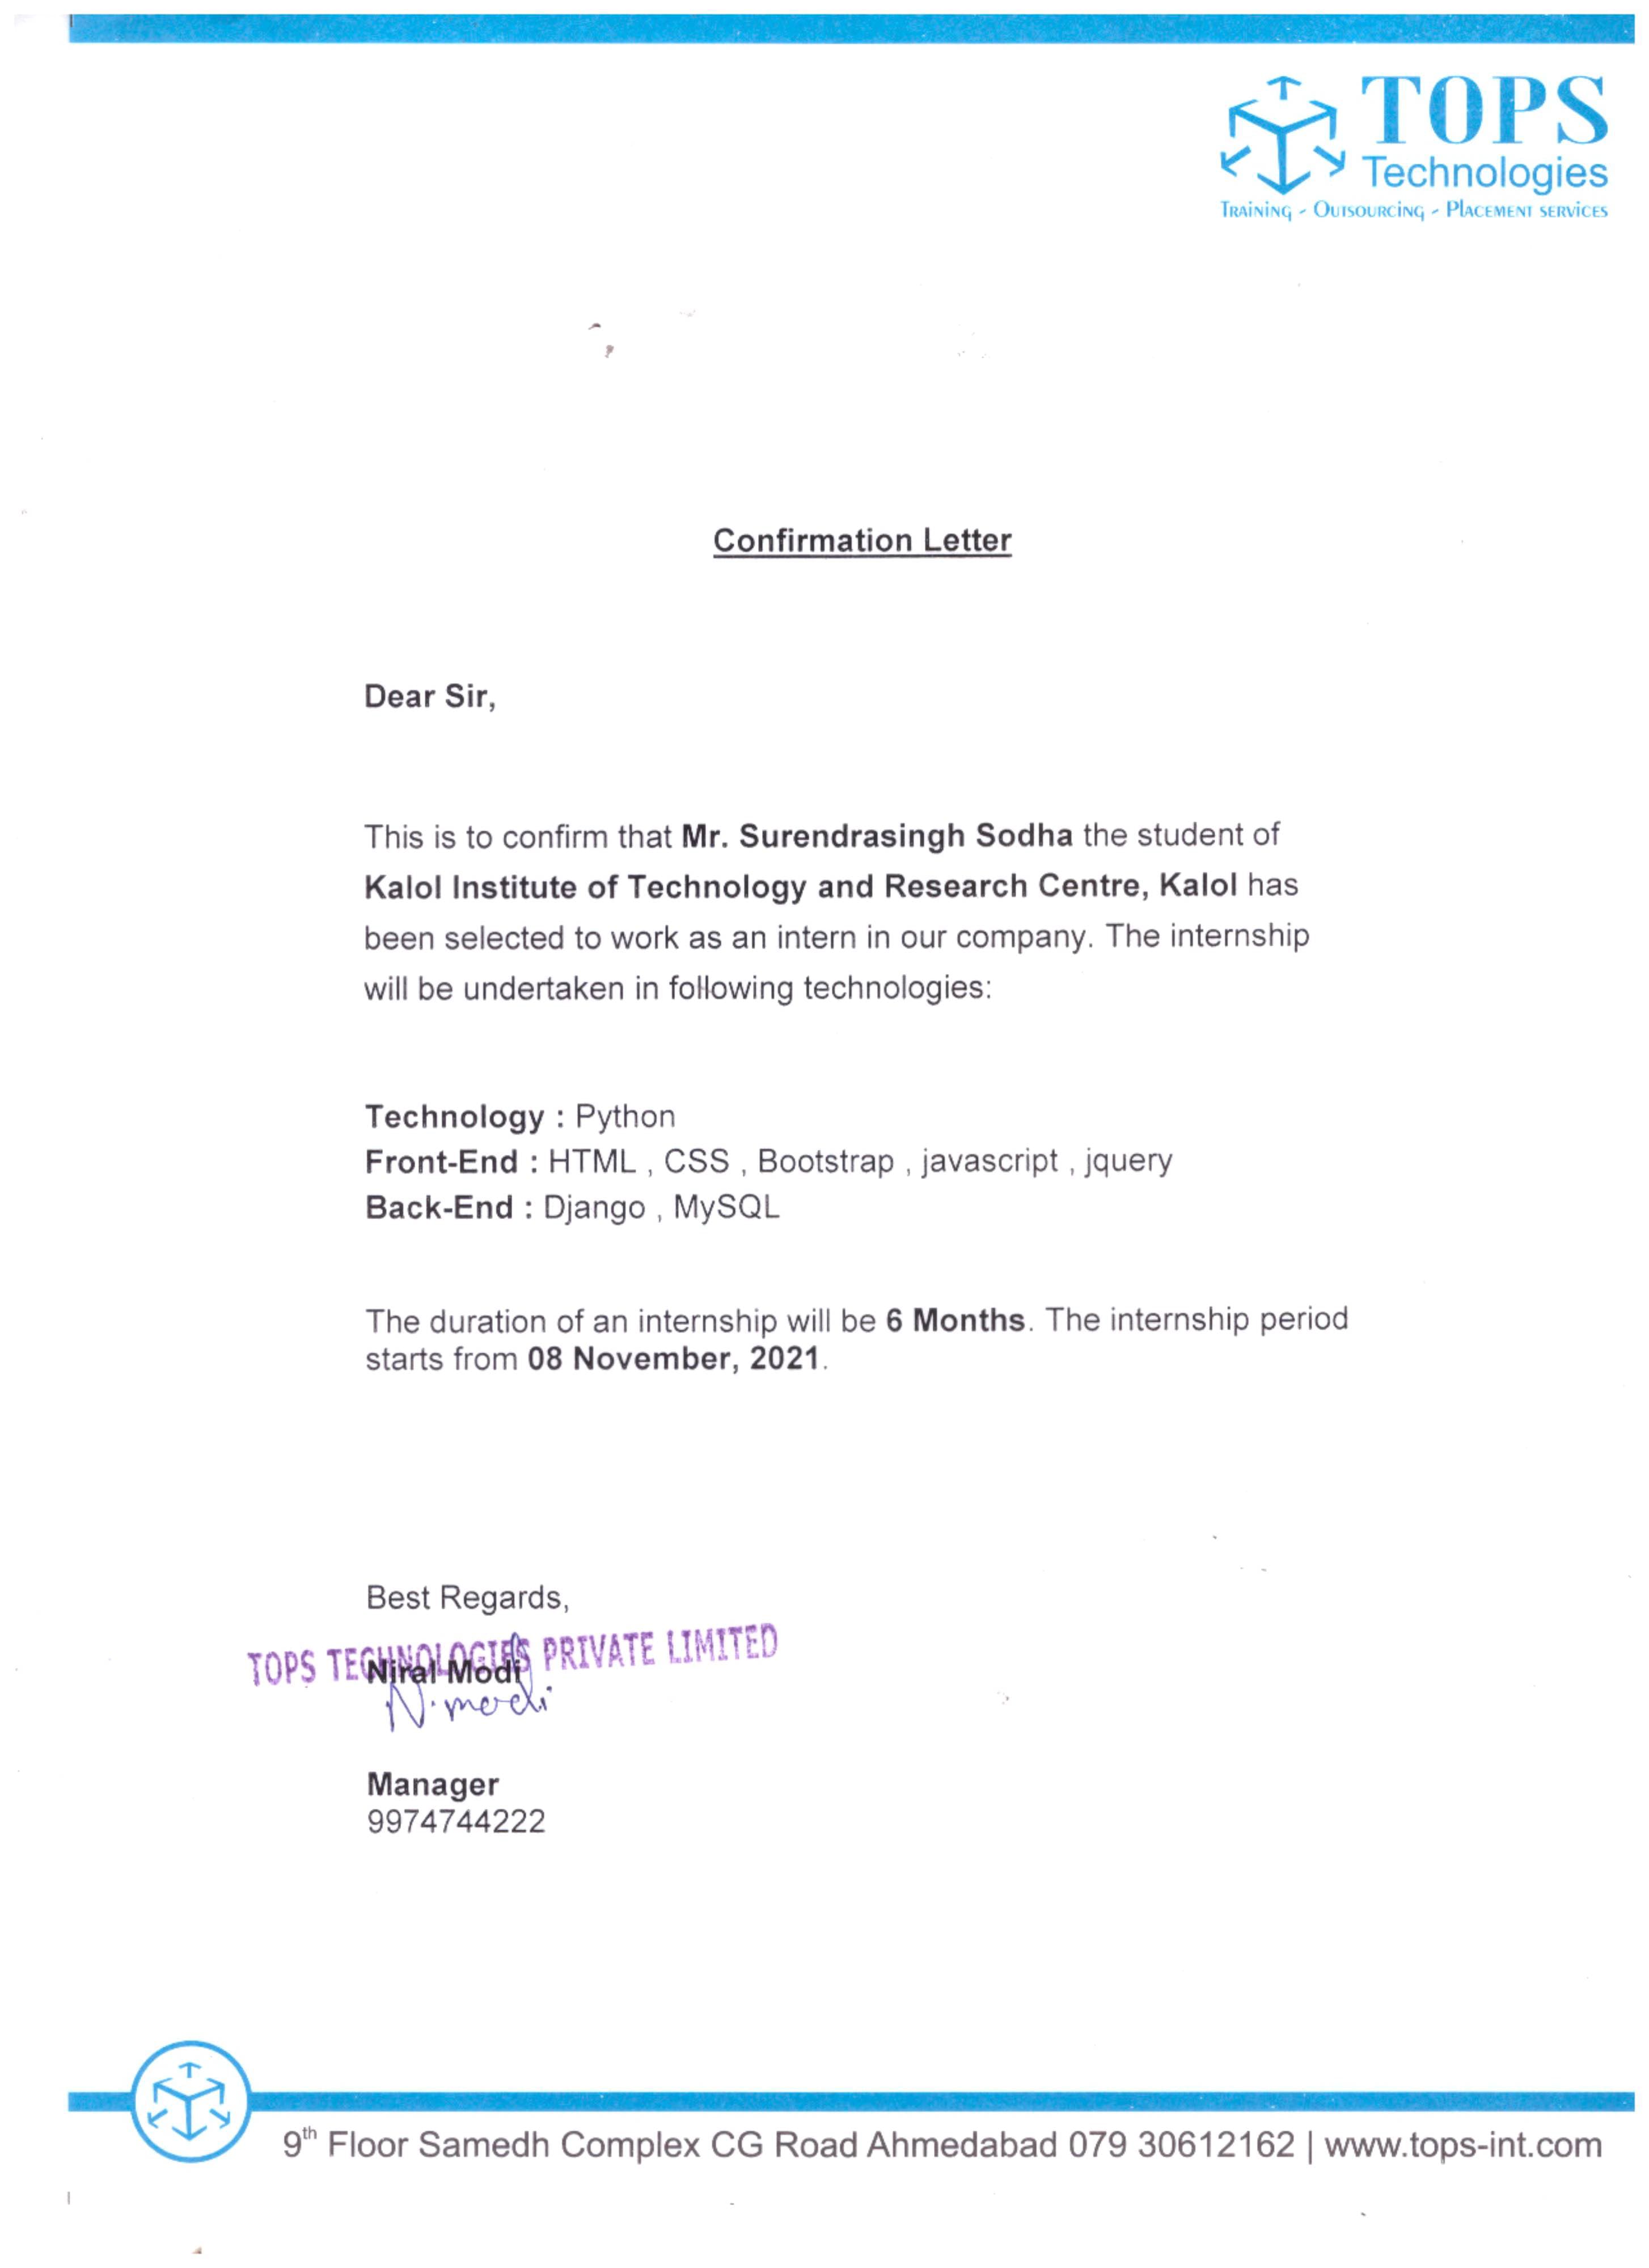 TOPS
Technologies
Training - Outsourcing - Placement services
Confirmation Letter
Dear Sir,
This is to confirm that Mr. Surendrasingh Sodha the student of
Kalol Institute of Technology and Research Centre, Kalol has
been selected to work as an intern in our company. The internship
will be undertaken in following technologies:
Technology : Python
Front-End : HTML , CSS , Bootstrap , javascript , jquery
Back-End : Django , MySQL
The duration of an internship will be 6 Months. The internship period
starts from 08 November, 2021.
Best Regards,
TOPS TECHNOLOGIES PRIVATE LIMITED
Niral Modi
N. modi
Manager
9974744222
9th Floor Samedh Complex CG Road Ahmedabad 079 30612162 | www.tops-int.com